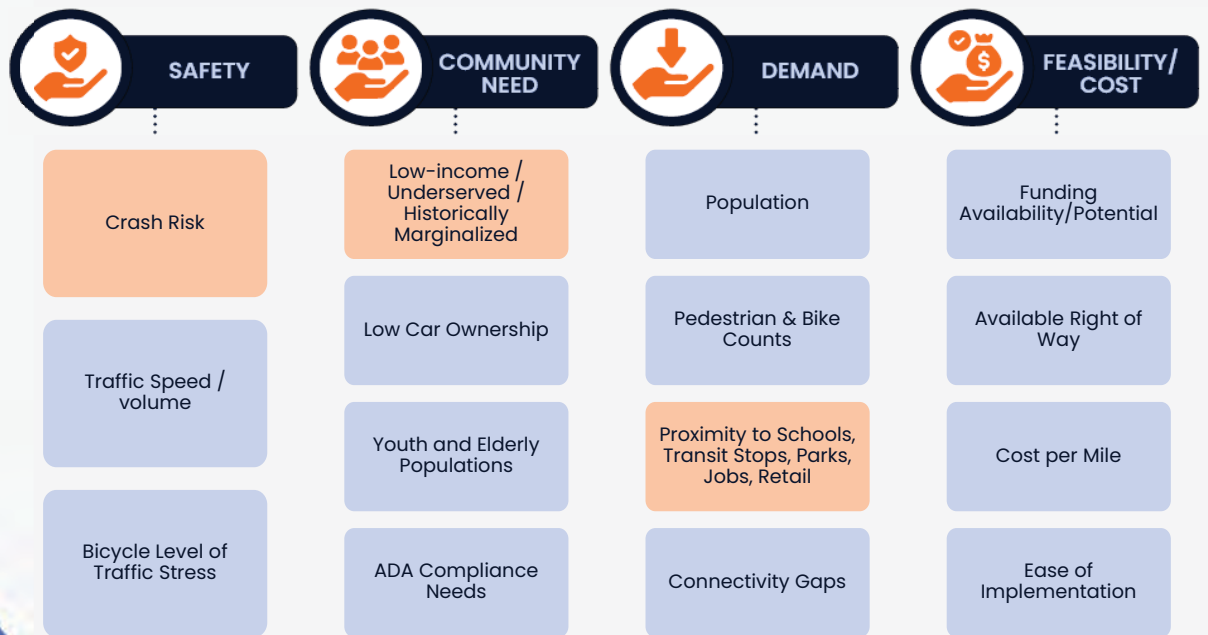 SAFETY
Crash Risk
Traffic Speed /
volume
Bicycle Level of
Traffic Stress
COMMUNITY
NEED
Low-income /
Underserved /
Historically
Marginalized
Low Car Ownership
Youth and Elderly
Populations
ADA Compliance
Needs
DEMAND
Population
Pedestrian & Bike
Counts
Proximity to Schools,
Transit Stops, Parks,
Jobs, Retail
Connectivity Gaps
$
FEASIBILITY/
COST
Funding
Availability/Potential
Available Right of
Way
Cost per Mile
Ease of
Implementation